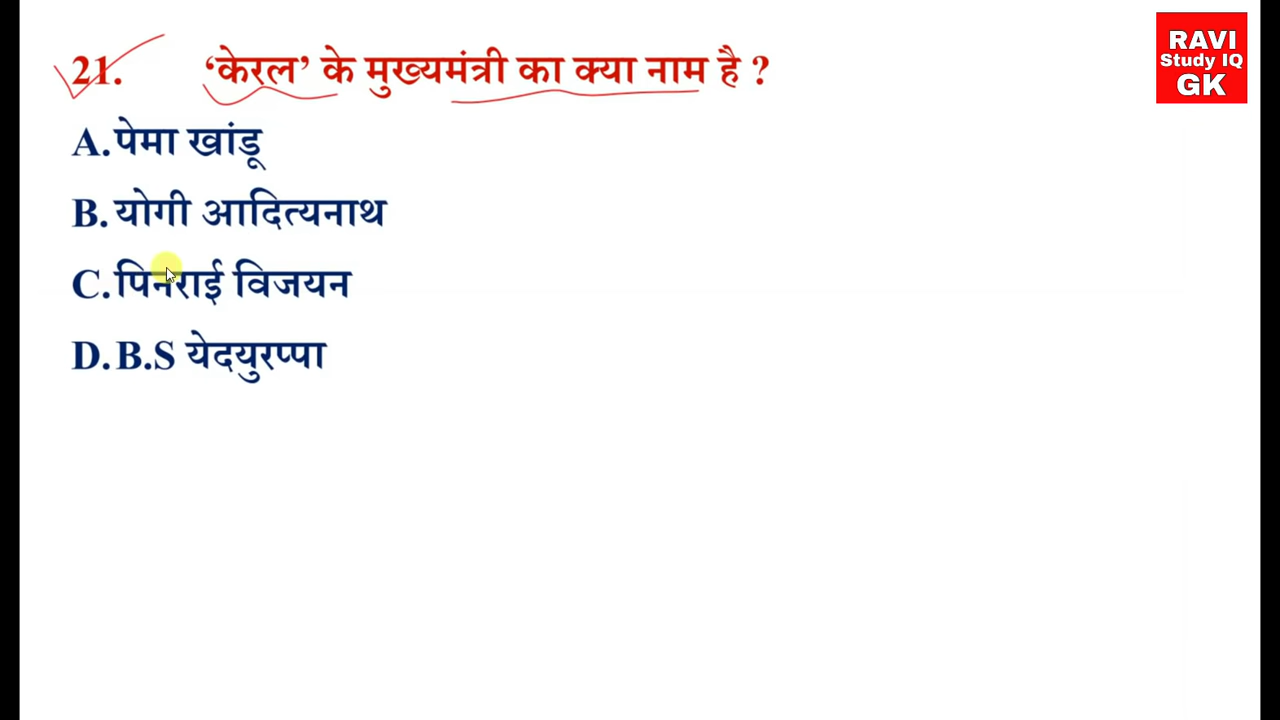 21. ‘केरल’ के मुख्यमंत्री का क्या नाम है ?
RAVI
Study IQ
GK
A. पेमा खांडू
B. योगी आदित्यनाथ
C. पिनराई विजयन
D. B.S येदयुरप्पा